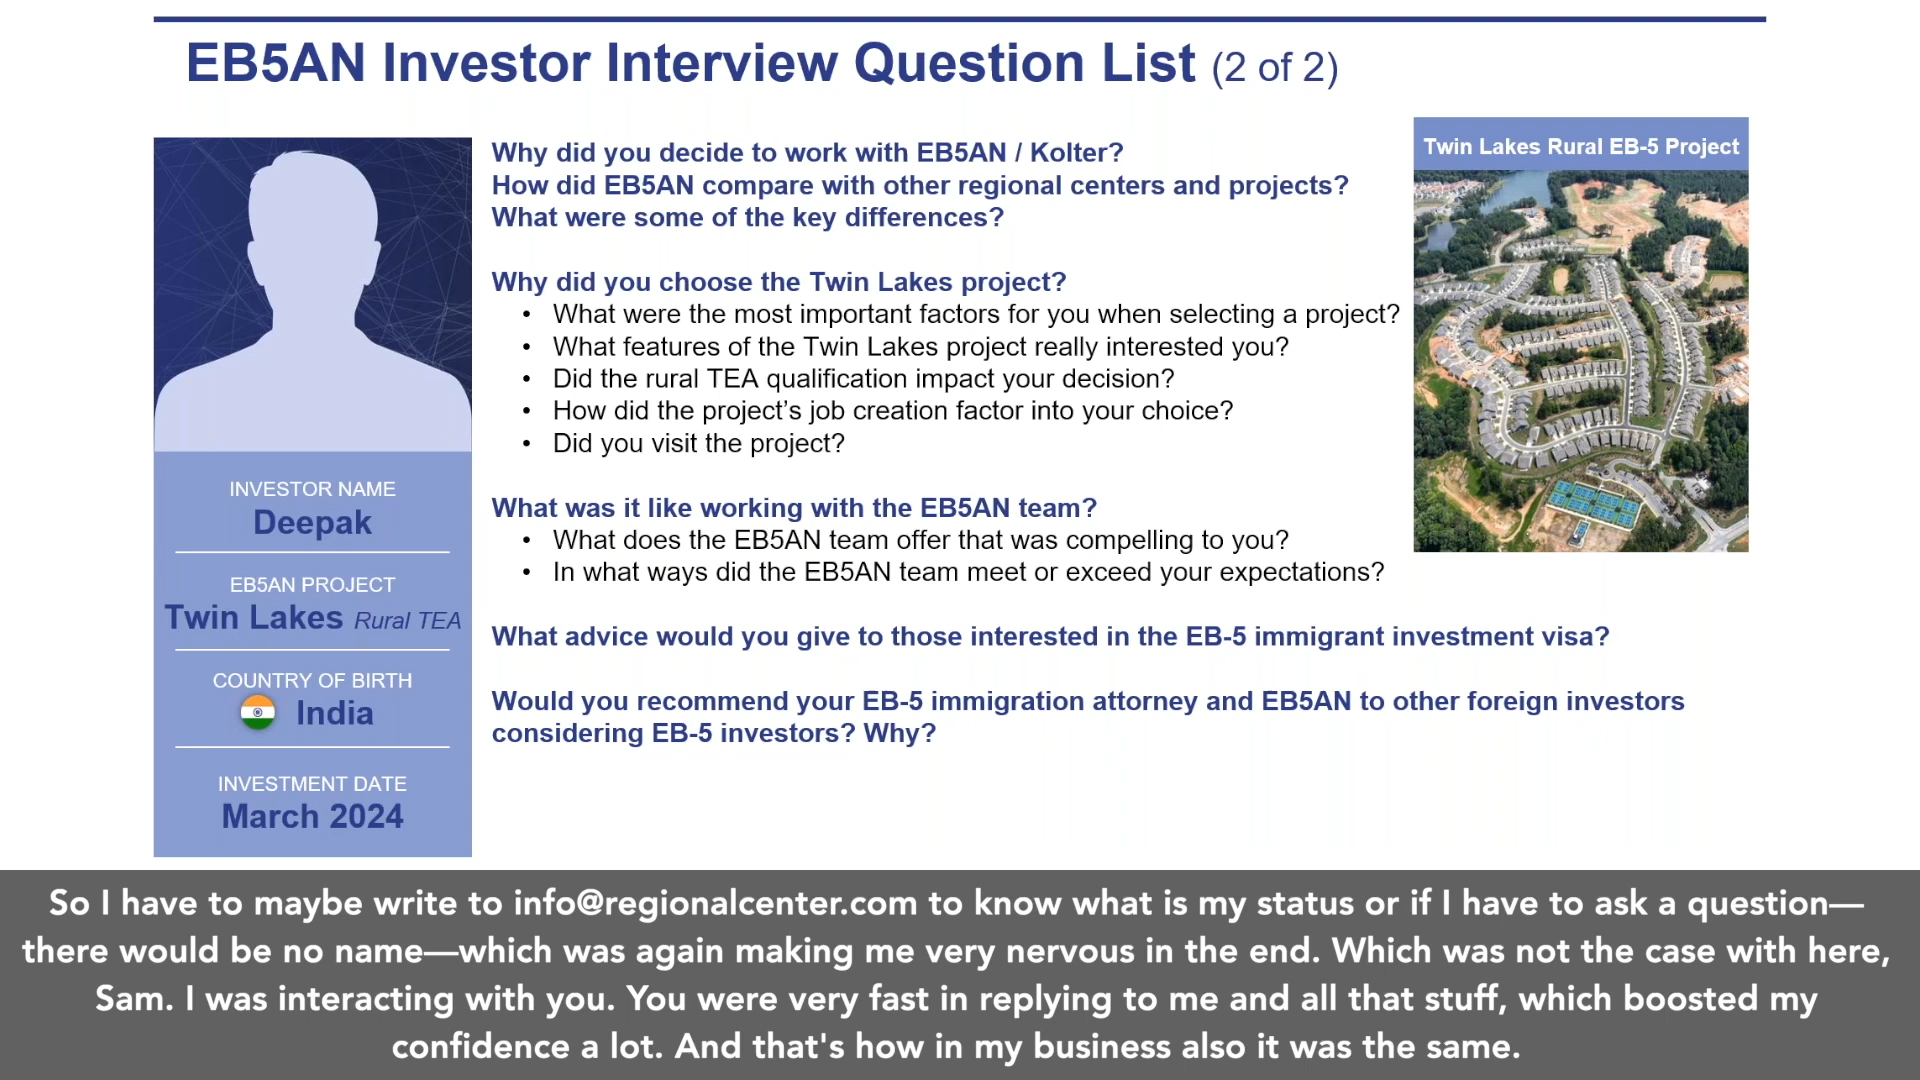 EB5AN Investor Interview Question List (2 of 2)
Why did you decide to work with EB5AN / Kolter?
How did EB5AN compare with other regional centers and projects?
What were some of the key differences?
Why did you choose the Twin Lakes project?
• What were the most important factors for you when selecting a project?
• What features of the Twin Lakes project really interested you?
• Did the rural TEA qualification impact your decision?
• How did the project’s job creation factor into your choice?
• Did you visit the project?
What was it like working with the EB5AN team?
• What does the EB5AN team offer that was compelling to you?
• In what ways did the EB5AN team meet or exceed your expectations?
What advice would you give to those interested in the EB-5 immigrant investment visa?
Would you recommend your EB-5 immigration attorney and EB5AN to other foreign investors
considering EB-5 investors? Why?
Twin Lakes Rural EB-5 Project
INVESTOR NAME
Deepak
EB5AN PROJECT
Twin Lakes Rural TEA
COUNTRY OF BIRTH
India
INVESTMENT DATE
March 2024
So I have to maybe write to info@regionalcenter.com to know what is my status or if I have to ask a question—
there would be no name—which was again making me very nervous in the end. Which was not the case with here,
Sam. I was interacting with you. You were very fast in replying to me and all that stuff, which boosted my
confidence a lot. And that's how in my business also it was the same.